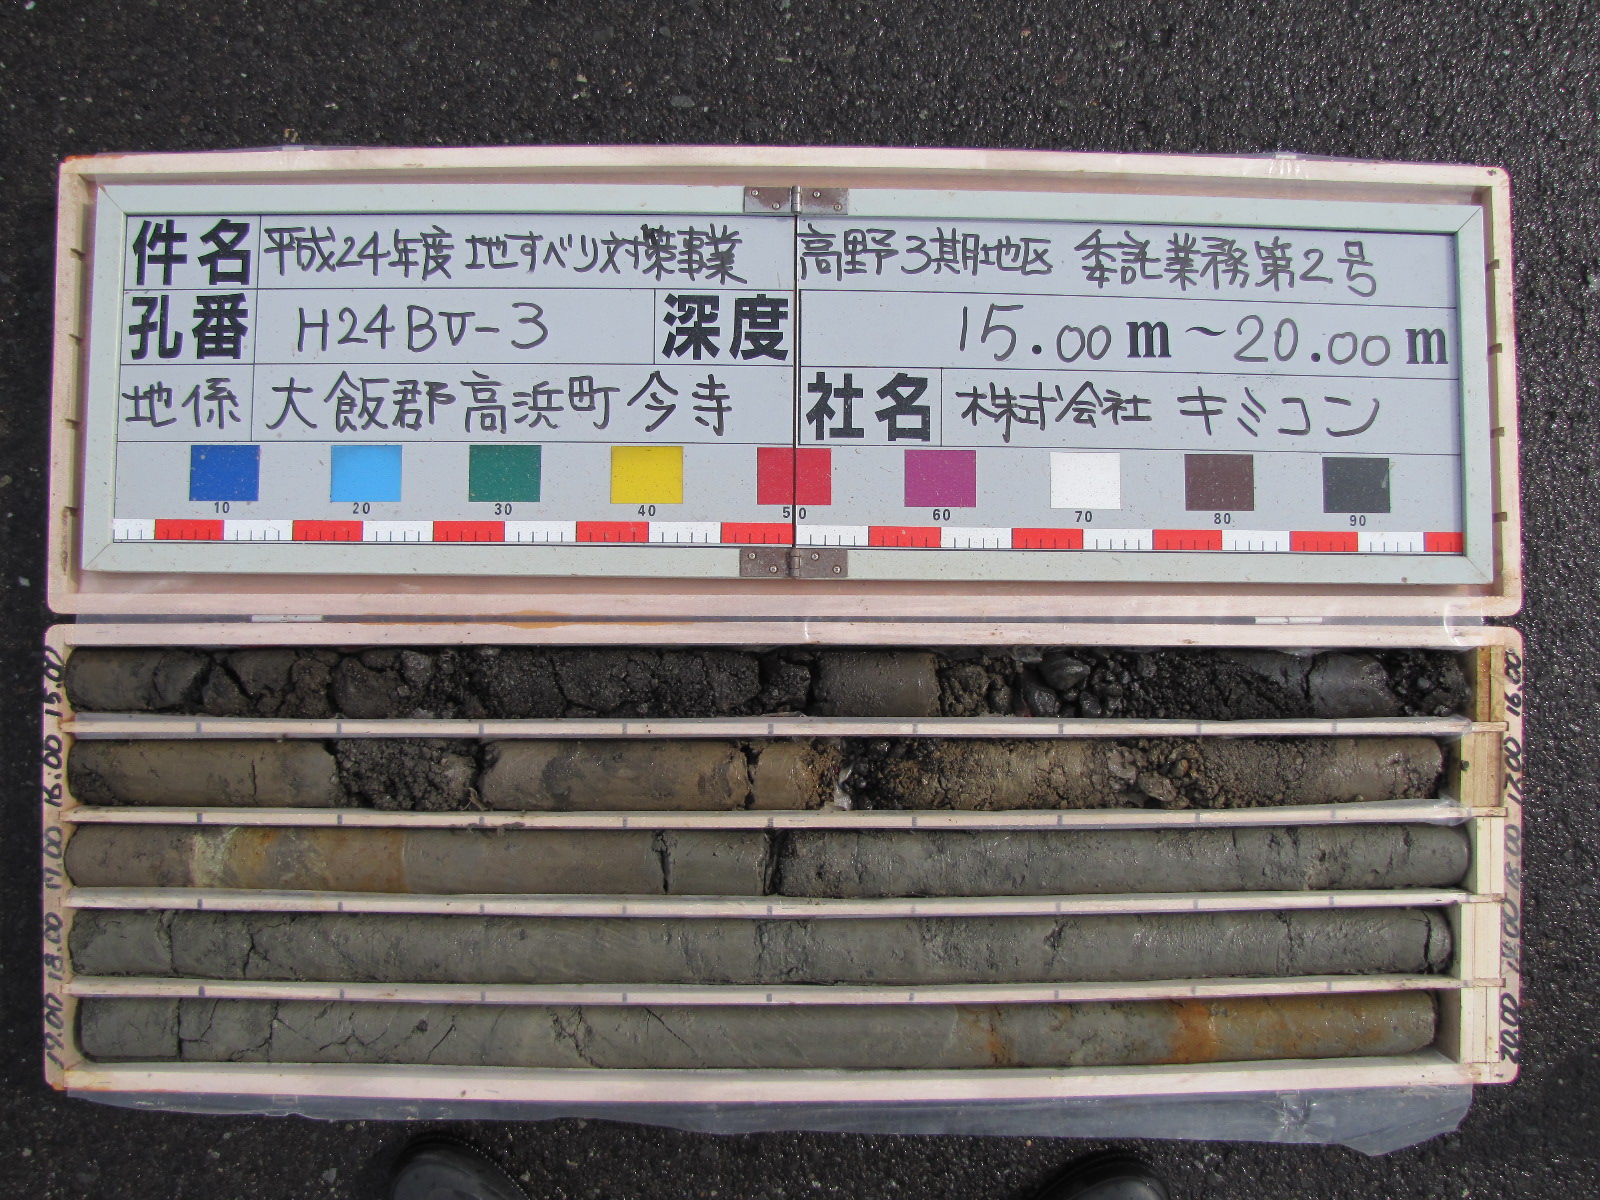 件名 平成24年度 地すべり対策事業 高野3期地区 委託業務第2号
孔番 H24BV-3 深度 15.00m~20.00m
地係 大飯郡高浜町今寺 社名 株式会社 キミコン
10 20 30 40 50 60 70 80 90
15.00 16.00
16.00 17.00
17.00 18.00
18.00 19.00
19.00 20.00